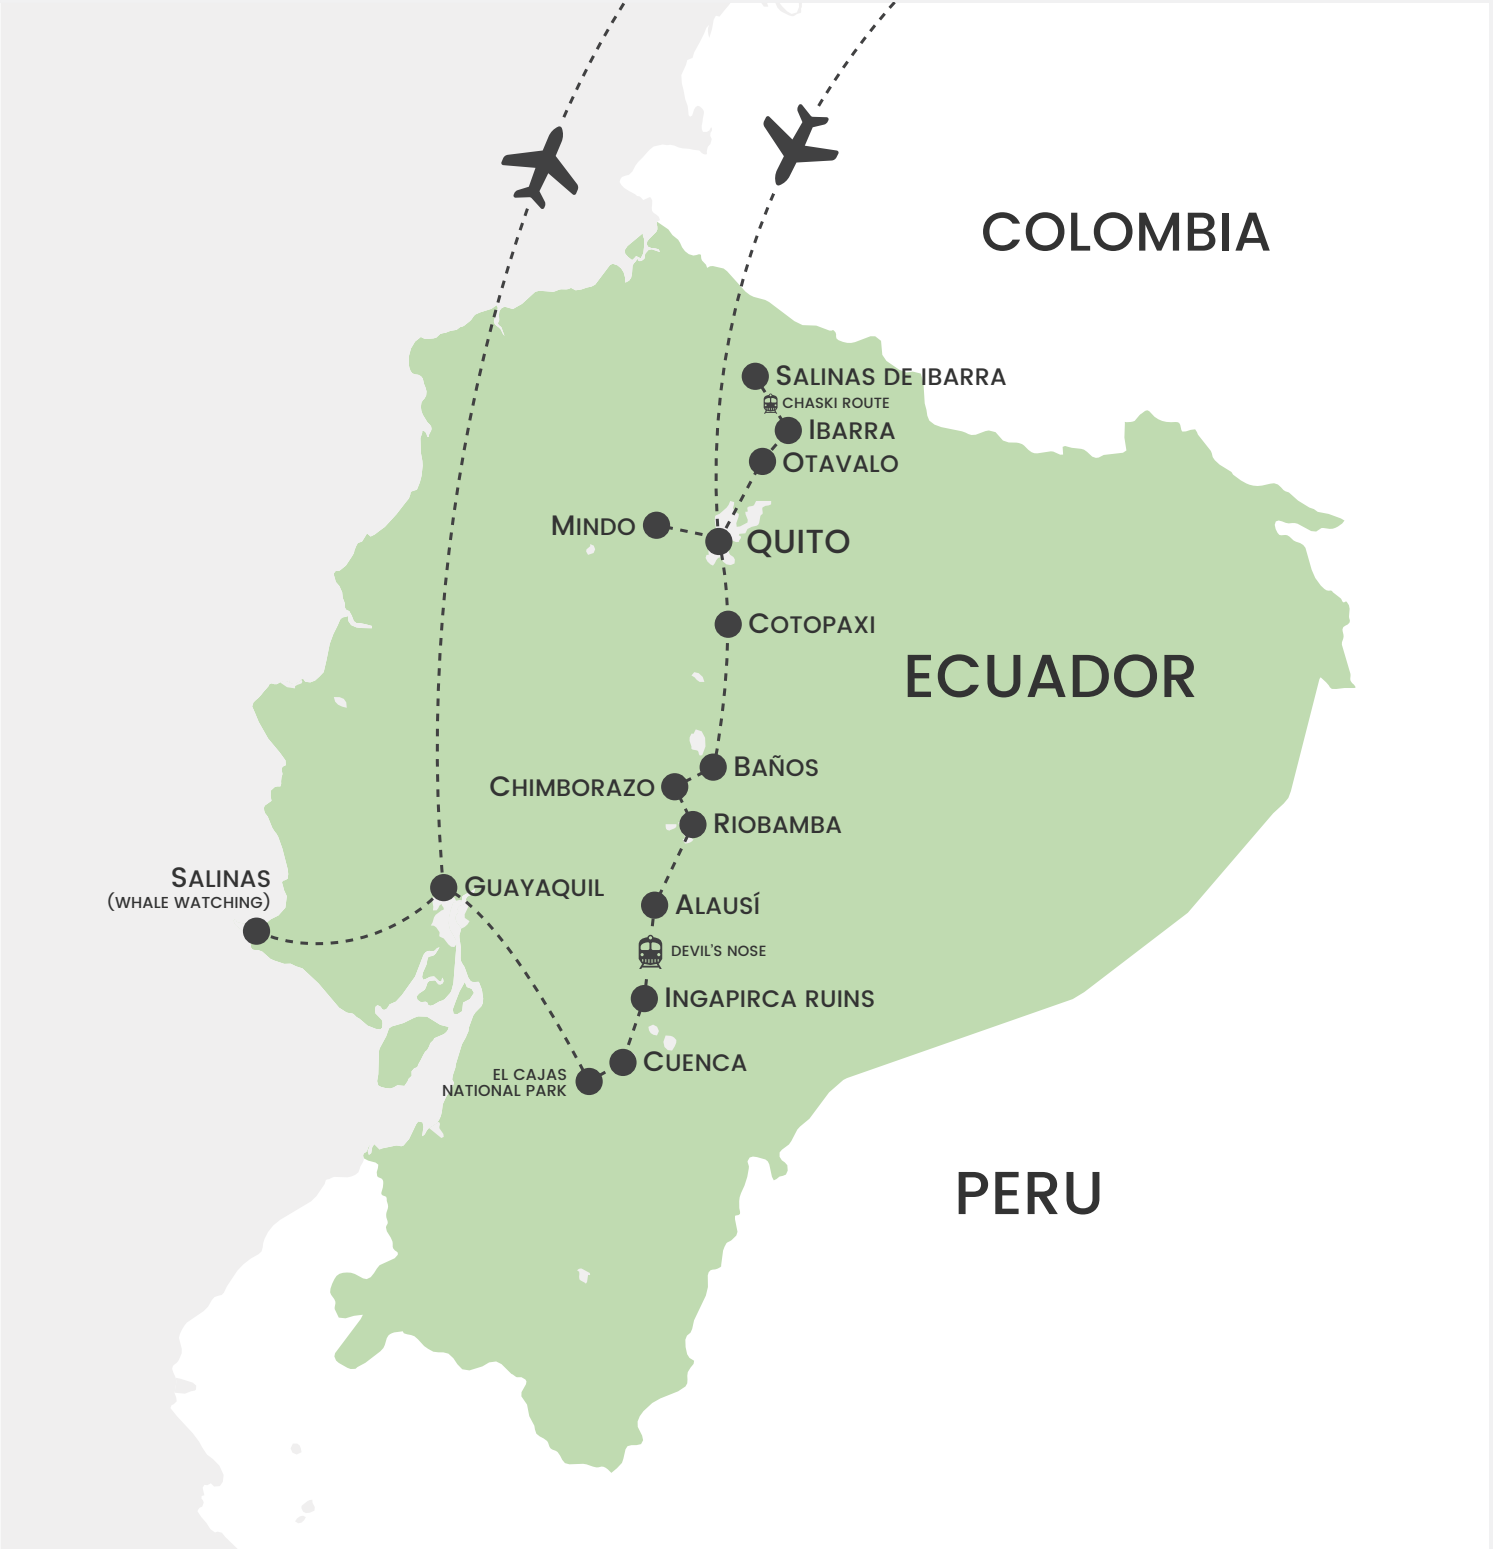 COLOMBIA
SALINAS DE IBARRA
CHASKI ROUTE
IBARRA
OTAVALO
MINDO
QUITO
COTOPAXI
ECUADOR
BAÑOS
CHIMBORAZO
RIOBAMBA
SALINAS
(WHALE WATCHING)
GUAYAQUIL
ALAUSÍ
DEVIL'S NOSE
INGAPIRCA RUINS
CUENCA
EL CAJAS
NATIONAL PARK
PERU